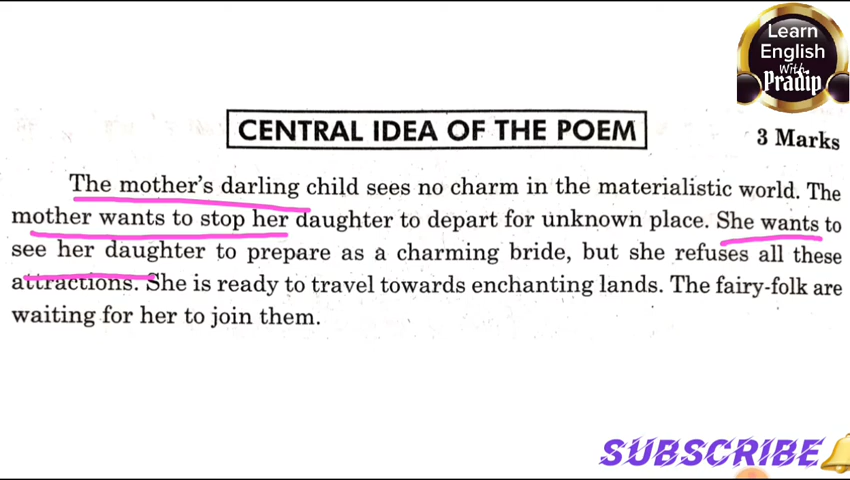 Learn
English
With
Pradip
CENTRAL IDEA OF THE POEM
3 Marks
The mother's darling child sees no charm in the materialistic world. The
mother wants to stop her daughter to depart for unknown place. She wants to
see her daughter to prepare as a charming bride, but she refuses all these
attractions. She is ready to travel towards enchanting lands. The fairy-folk are
waiting for her to join them.
SUBSCRIBE